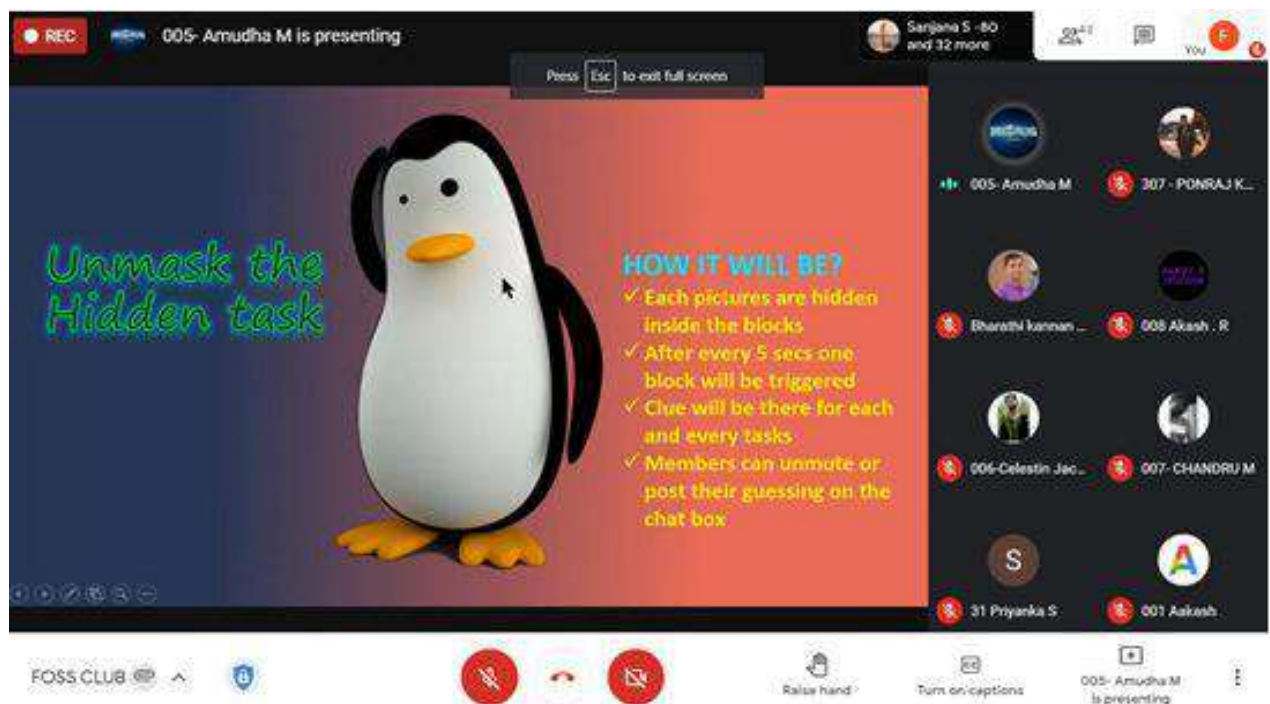 REC
005- Amudha M is presenting
Sanjana S -80
and 32 more
You
E
Press Esc to exit full screen
Unmask the
Hidden task
HOW IT WILL BE?
✓ Each pictures are hidden
inside the blocks
✓ After every 5 secs one
block will be triggered
✓ Clue will be there for each
and every tasks
✓ Members can unmute or
post their guessing on the
chat box
005- Amudha M
307 - PONRAJ K...
Bharathi kannan ...
008 Akash . R
006-Celestin Jac...
007- CHANDRU M
S
A
31 Priyanka S
001 Aakash
FOSS CLUB
Raise hand
Turn on captions
005- Amudha M
is presenting